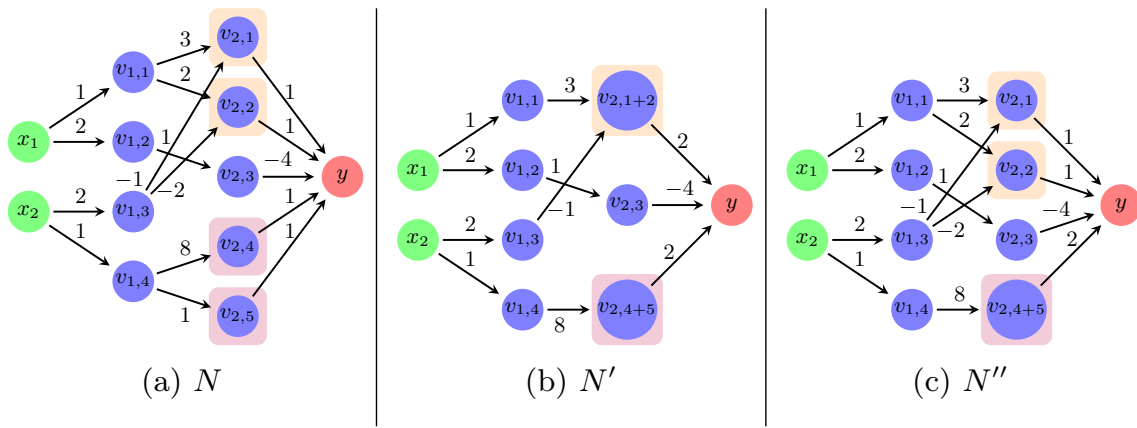 x₁
x₂
v₁,₁
v₁,₂
v₁,₃
v₁,₄
v₂,₁
v₂,₂
v₂,₃
v₂,₄
v₂,₅
y
1
2
2
1
3
2
1
−1
−2
8
1
1
1
−4
1
1
(a) N
x₁
x₂
v₁,₁
v₁,₂
v₁,₃
v₁,₄
v₂,₁₊₂
v₂,₃
v₂,₄₊₅
y
1
2
2
1
3
1
−1
8
2
−4
2
(b) N′
x₁
x₂
v₁,₁
v₁,₂
v₁,₃
v₁,₄
v₂,₁
v₂,₂
v₂,₃
v₂,₄₊₅
y
1
2
2
1
3
2
1
−1
−2
8
1
1
−4
2
(c) N′′